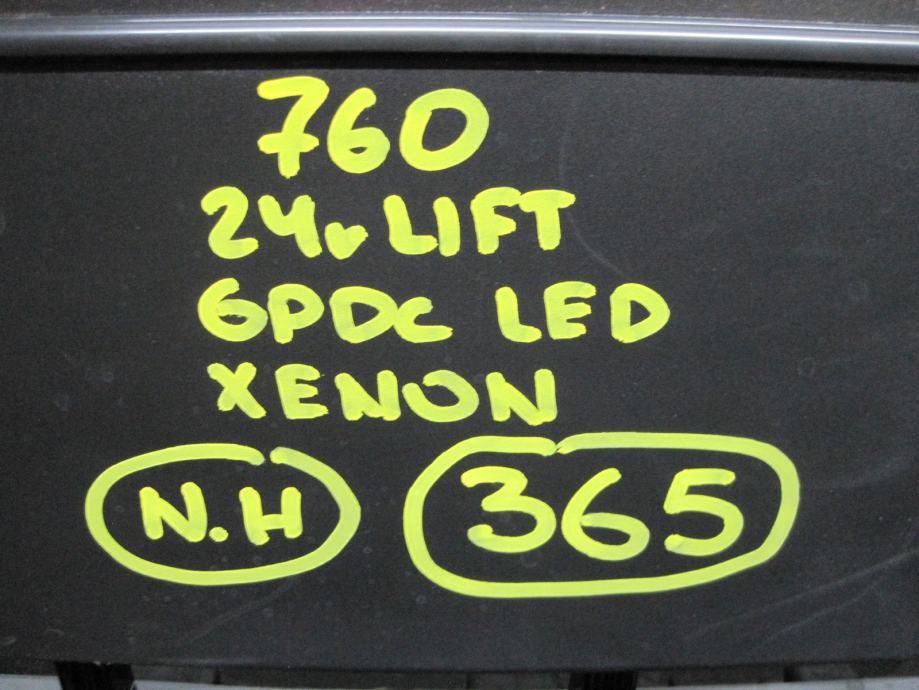 760
24v LIFT
6PDC LED
XENON
N.H 365